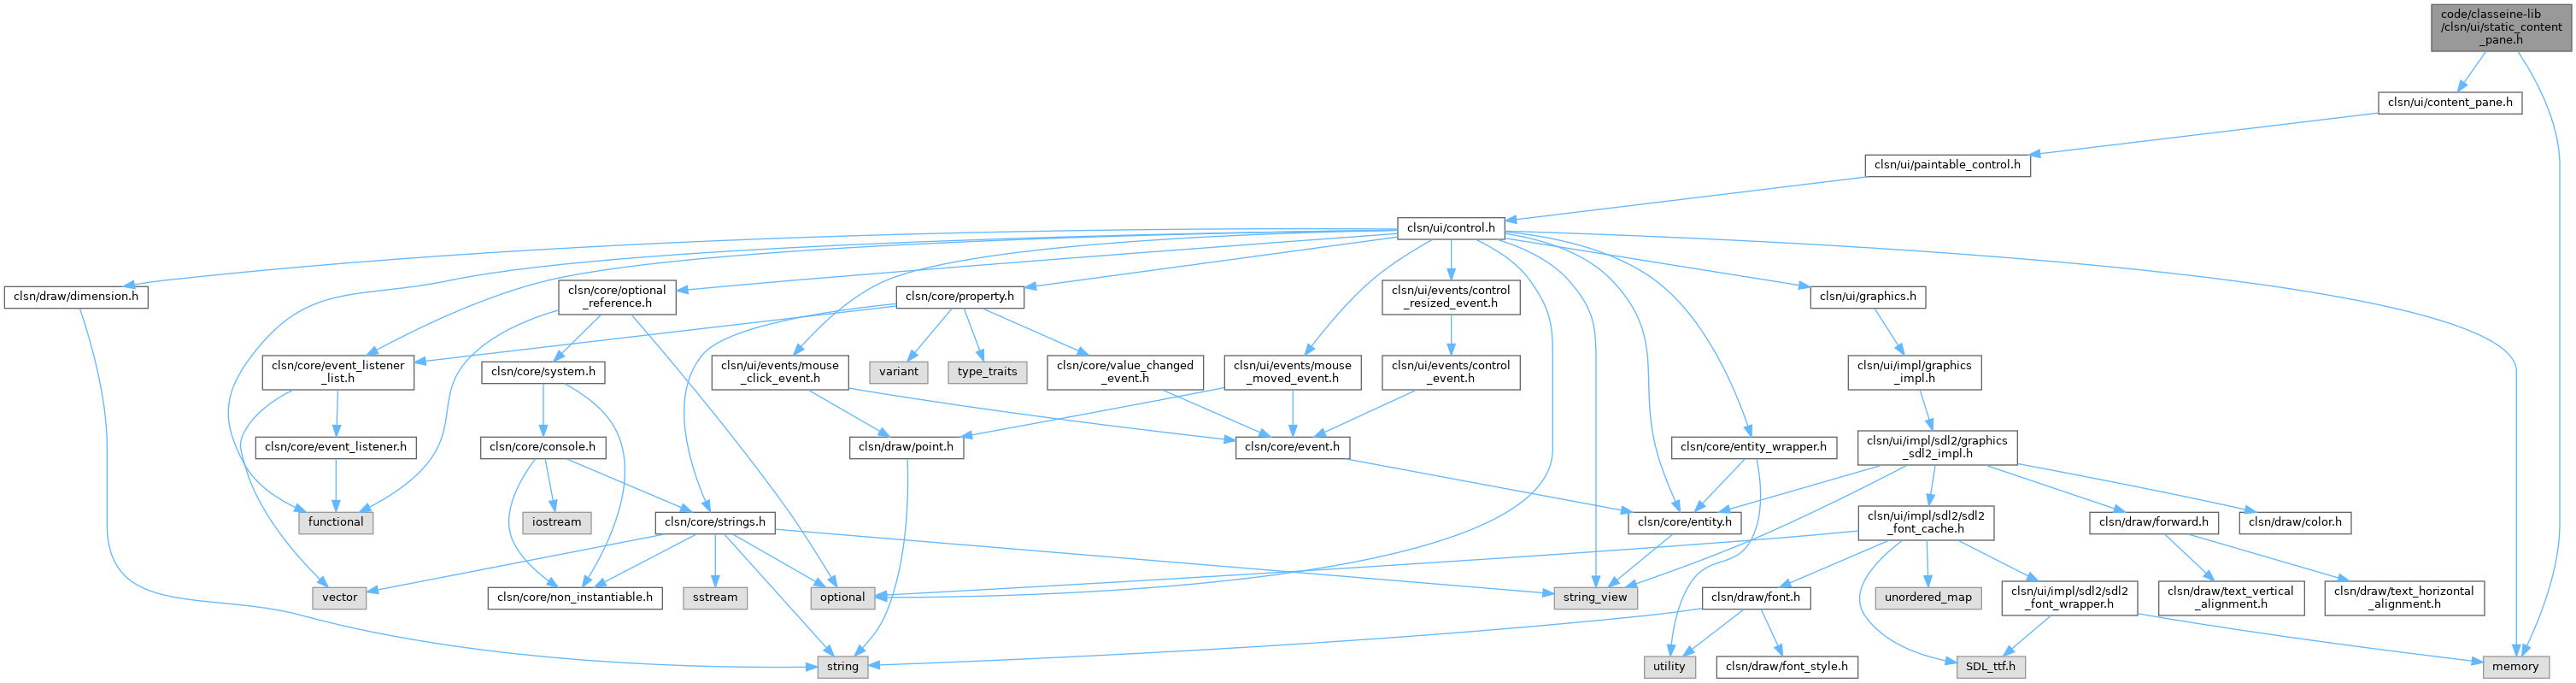 code/classeine-lib
/clsn/ui/static_content
_pane.h
clsn/ui/content_pane.h
clsn/ui/paintable_control.h
clsn/ui/control.h
clsn/draw/dimension.h
clsn/core/optional
_reference.h
clsn/core/property.h
clsn/ui/events/control
_resized_event.h
clsn/ui/graphics.h
clsn/core/event_listener
_list.h
clsn/core/system.h
clsn/ui/events/mouse
_click_event.h
variant
type_traits
clsn/core/value_changed
_event.h
clsn/ui/events/mouse
_moved_event.h
clsn/ui/events/control
_event.h
clsn/ui/impl/graphics
_impl.h
clsn/core/event_listener.h
clsn/core/console.h
clsn/draw/point.h
clsn/core/event.h
clsn/core/entity_wrapper.h
clsn/ui/impl/sdl2/graphics
_sdl2_impl.h
functional
iostream
clsn/core/strings.h
clsn/core/entity.h
clsn/ui/impl/sdl2/sdl2
_font_cache.h
clsn/draw/forward.h
clsn/draw/color.h
vector
clsn/core/non_instantiable.h
sstream
optional
string_view
clsn/draw/font.h
unordered_map
clsn/ui/impl/sdl2/sdl2
_font_wrapper.h
clsn/draw/text_vertical
_alignment.h
clsn/draw/text_horizontal
_alignment.h
string
utility
clsn/draw/font_style.h
SDL_ttf.h
memory